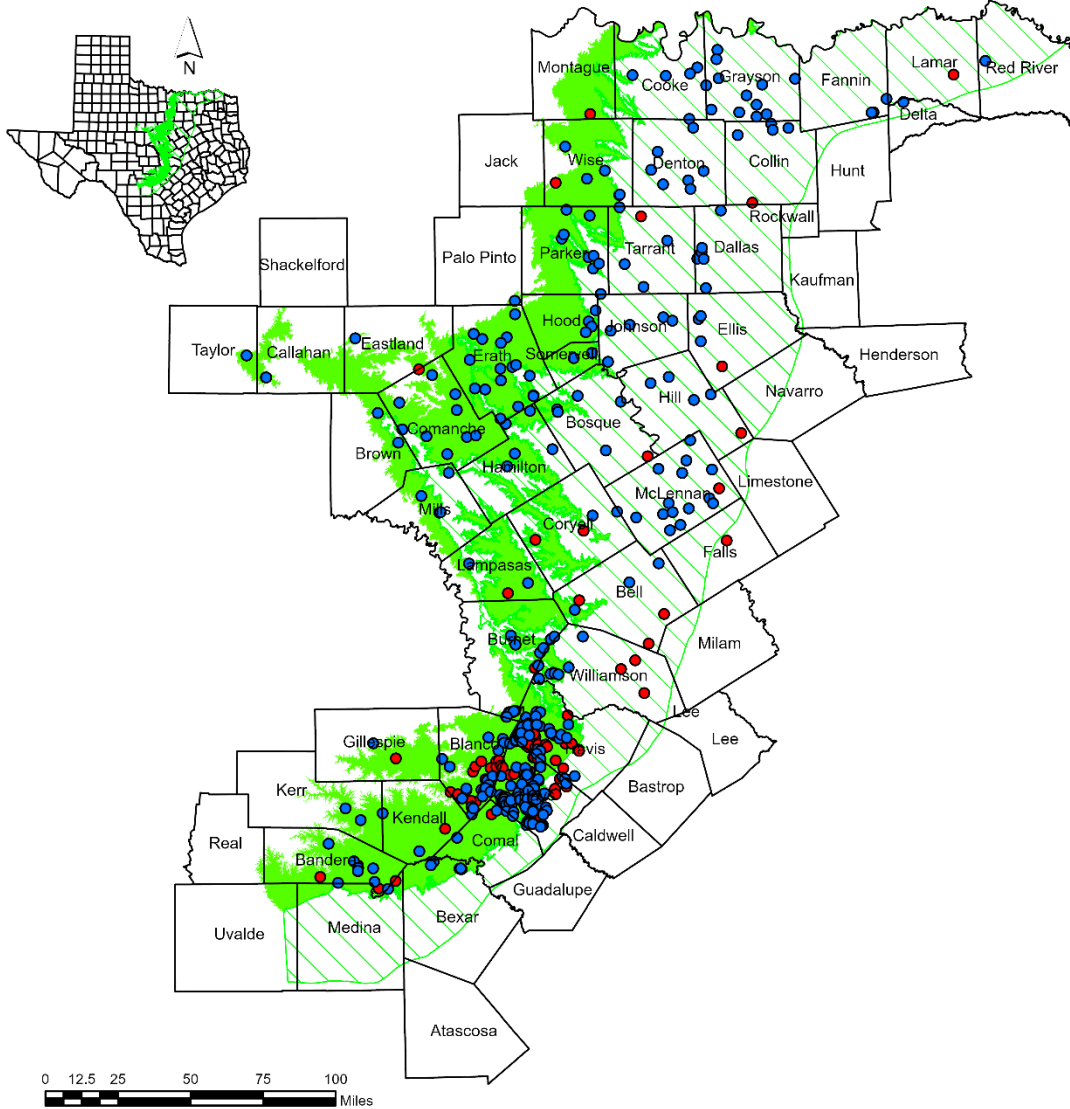 N
Montague
Cooke
Grayson
Fannin
Lamar
Red River
Delta
Jack
Wise
Denton
Collin
Hunt
Rockwall
Shackelford
Palo Pinto
Parker
Tarrant
Dallas
Kaufman
Taylor
Callahan
Eastland
Erath
Hood
Johnson
Ellis
Somervell
Henderson
Navarro
Hill
Bosque
Comanche
Brown
Hamilton
Limestone
McLennan
Mills
Coryell
Falls
Lampasas
Bell
Burnet
Milam
Williamson
Lee
Lee
Gillespie
Blanco
Travis
Bastrop
Kerr
Kendall
Caldwell
Real
Comal
Bandera
Guadalupe
Uvalde
Medina
Bexar
Atascosa
0 12.5 25 50 75 100
Miles